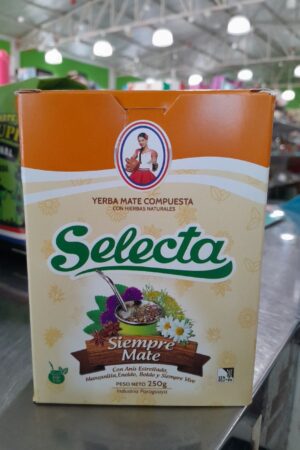 YERBA MATE COMPUESTA
CON HIERBAS NATURALES
Selecta
Siempre
Mate
Con Anís Estrellado,
Manzanilla, Eneldo, Boldo y Siempre Vive
PESO NETO 250g
Industria Paraguaya